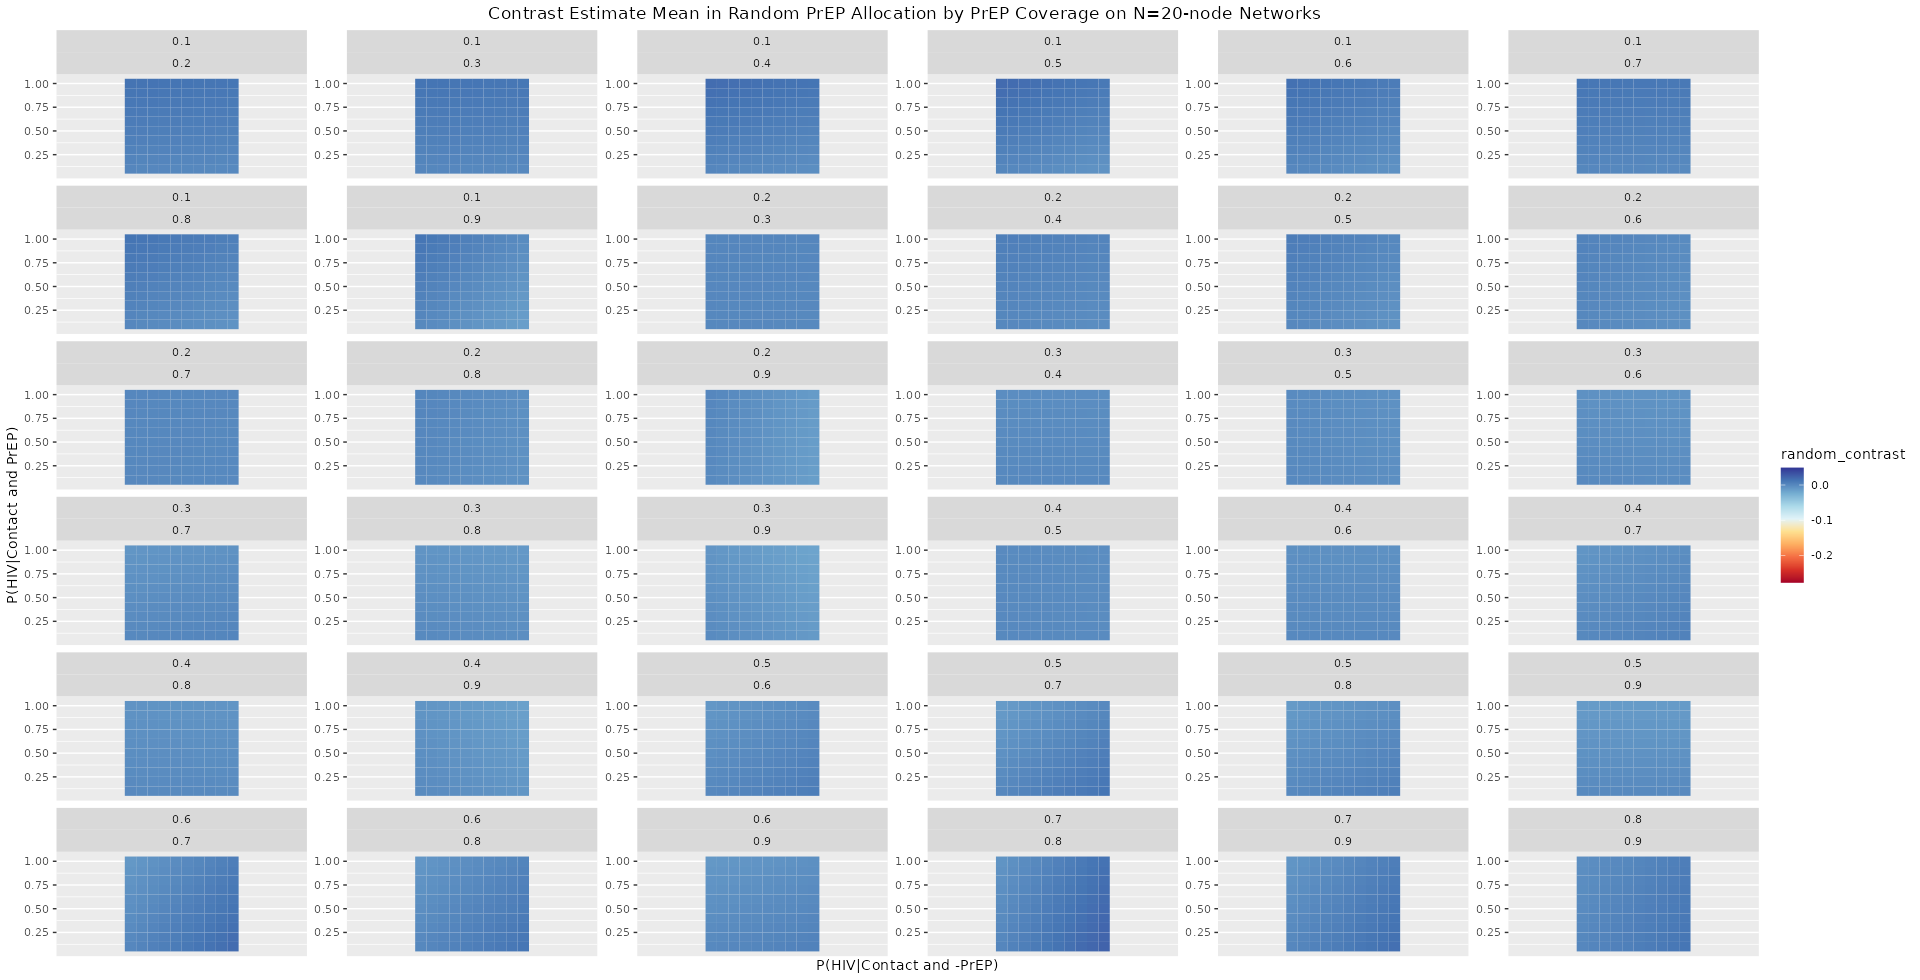 Contrast Estimate Mean in Random PrEP Allocation by PrEP Coverage on N=20-node Networks
0.1 0.1 0.1 0.1 0.1 0.1
0.2 0.3 0.4 0.5 0.6 0.7
1.00 1.00 1.00 1.00 1.00 1.00
0.75 0.75 0.75 0.75 0.75 0.75
0.50 0.50 0.50 0.50 0.50 0.50
0.25 0.25 0.25 0.25 0.25 0.25
0.1 0.1 0.2 0.2 0.2 0.2
0.8 0.9 0.3 0.4 0.5 0.6
1.00 1.00 1.00 1.00 1.00 1.00
0.75 0.75 0.75 0.75 0.75 0.75
0.50 0.50 0.50 0.50 0.50 0.50
0.25 0.25 0.25 0.25 0.25 0.25
0.2 0.2 0.2 0.3 0.3 0.3
0.7 0.8 0.9 0.4 0.5 0.6
1.00 1.00 1.00 1.00 1.00 1.00
0.75 0.75 0.75 0.75 0.75 0.75
0.50 0.50 0.50 0.50 0.50 0.50
0.25 0.25 0.25 0.25 0.25 0.25
0.3 0.3 0.3 0.4 0.4 0.4
0.7 0.8 0.9 0.5 0.6 0.7
1.00 1.00 1.00 1.00 1.00 1.00
0.75 0.75 0.75 0.75 0.75 0.75
0.50 0.50 0.50 0.50 0.50 0.50
0.25 0.25 0.25 0.25 0.25 0.25
0.4 0.4 0.5 0.5 0.5 0.5
0.8 0.9 0.6 0.7 0.8 0.9
1.00 1.00 1.00 1.00 1.00 1.00
0.75 0.75 0.75 0.75 0.75 0.75
0.50 0.50 0.50 0.50 0.50 0.50
0.25 0.25 0.25 0.25 0.25 0.25
0.6 0.6 0.6 0.7 0.7 0.8
0.7 0.8 0.9 0.8 0.9 0.9
1.00 1.00 1.00 1.00 1.00 1.00
0.75 0.75 0.75 0.75 0.75 0.75
0.50 0.50 0.50 0.50 0.50 0.50
0.25 0.25 0.25 0.25 0.25 0.25
P(HIV|Contact and PrEP)
P(HIV|Contact and -PrEP)
random_contrast
0.0
-0.1
-0.2